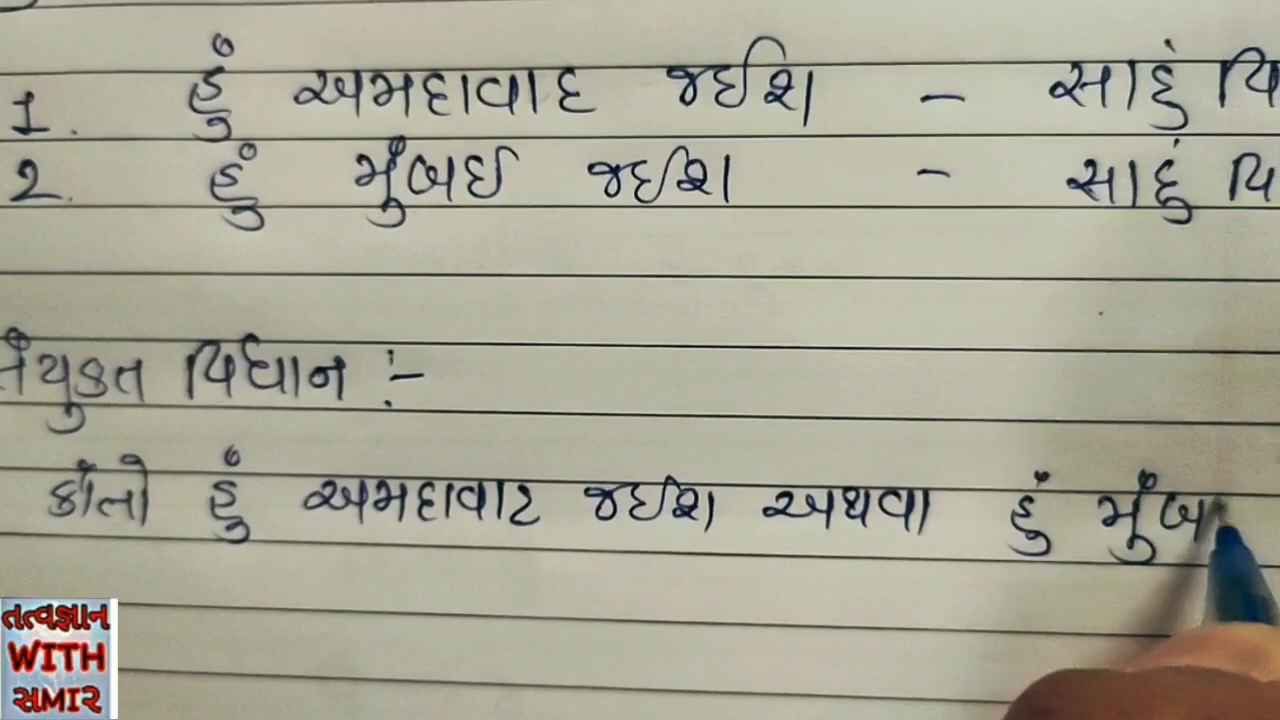 1. હું અમદાવાદ જઈશ - સાદું વિ
2. હું મુંબઈ જઈશ - સાદું વિ
સંયુક્ત વિધાન :-
કાંતો હું અમદાવાદ જઈશ અથવા હું મુંબ
તત્વજ્ઞાન
WITH
સમીર